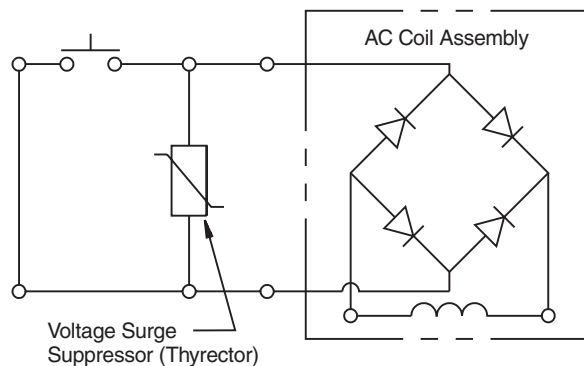 AC Coil Assembly
Voltage Surge
Suppressor (Thyrector)